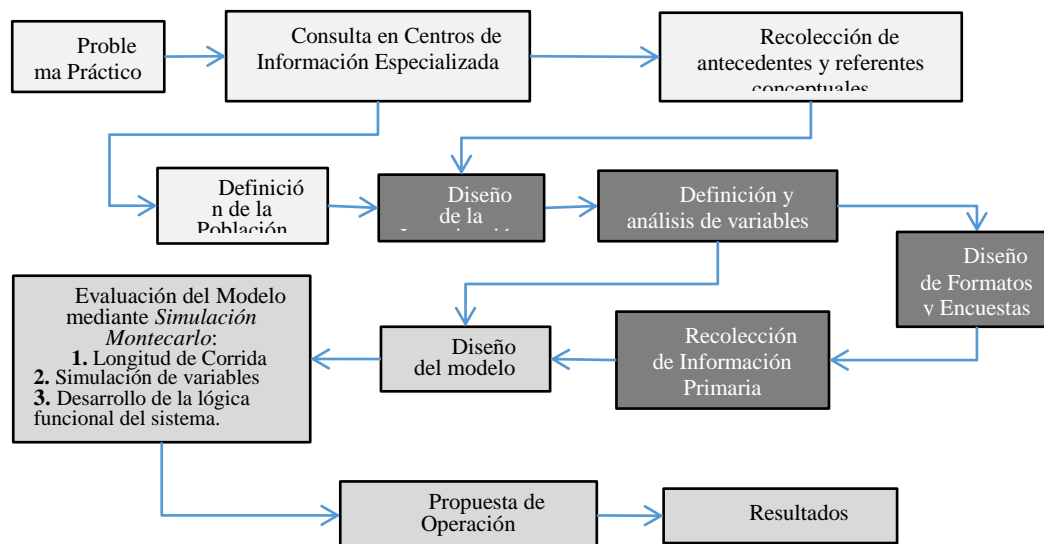 Proble
ma Práctico
Consulta en Centros de
Información Especializada
Recolección de
antecedentes y referentes
conceptuales
Definició
n de la
Población
Diseño
de la
Definición y
análisis de variables
Diseño
de Formatos
y Encuestas
Evaluación del Modelo
mediante Simulación
Montecarlo:
1. Longitud de Corrida
2. Simulación de variables
3. Desarrollo de la lógica
funcional del sistema.
Diseño
del modelo
Recolección
de Información
Primaria
Propuesta de
Operación
Resultados